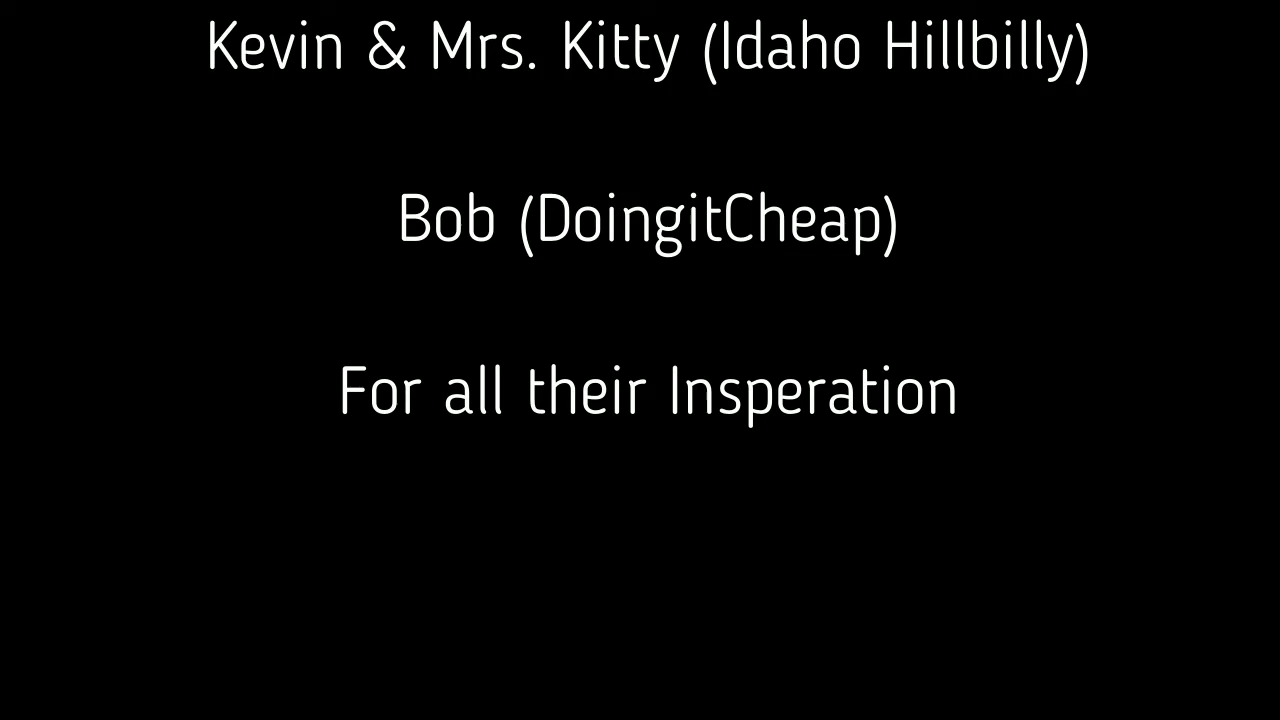 Kevin & Mrs. Kitty (Idaho Hillbilly)
Bob (DoingitCheap)
For all their Insperation